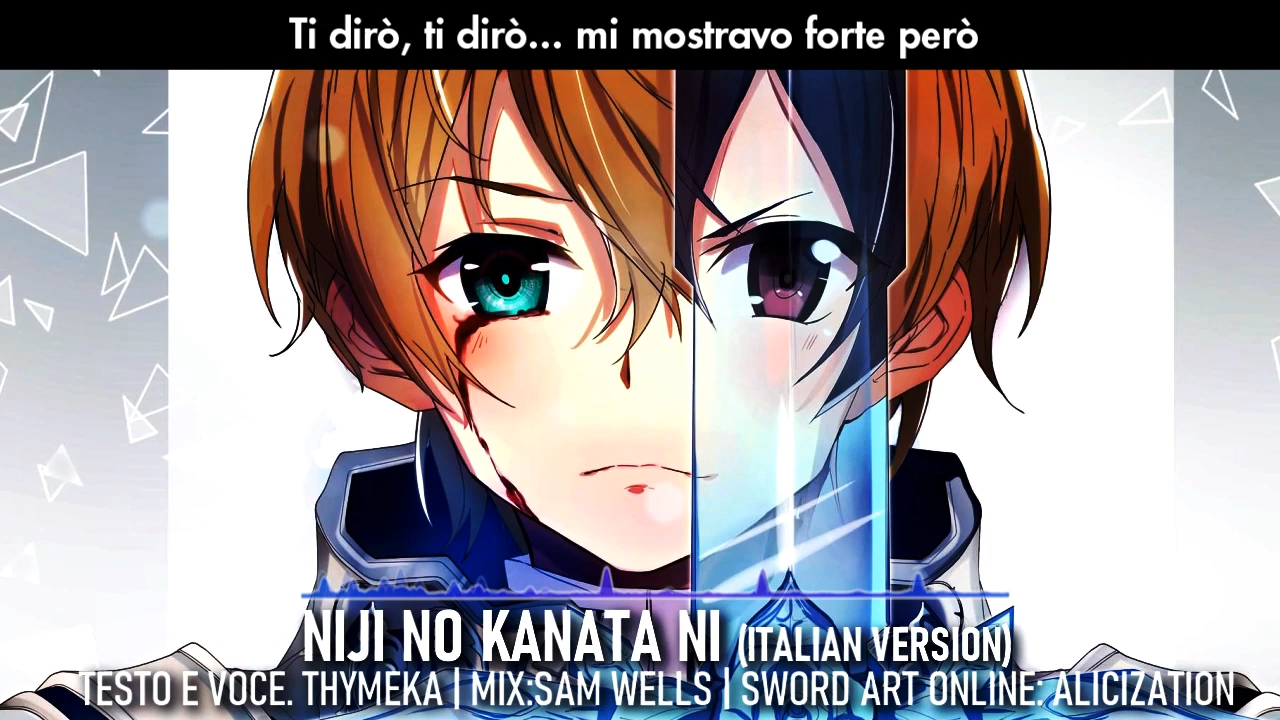 Ti dirò, ti dirò... mi mostravo forte però
NIJI NO KANATA NI (ITALIAN VERSION)
TESTO E VOCE. THYMEKA | MIX:SAM WELLS | SWORD ART ONLINE: ALICIZATION